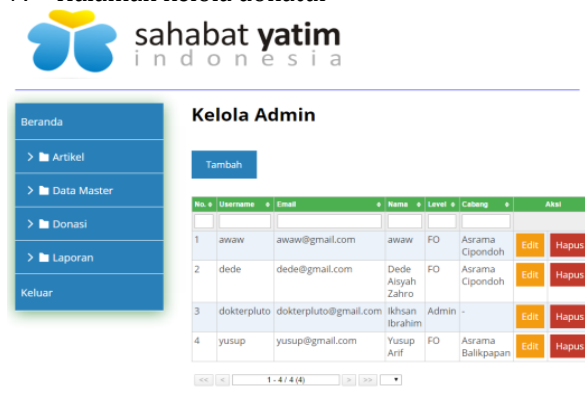 sahabat yatim
indonesia
Beranda
Artikel
Data Master
Donasi
Laporan
Keluar
Kelola Admin
Tambah
No. Username Email Nama Level Cabang Aksi
1 awaw awaw@gmail.com awaw FO Asrama Cipondoh Edit Hapus
2 dede dede@gmail.com Dede Aisyah Zahro FO Asrama Cipondoh Edit Hapus
3 dokterpluto dokterpluto@gmail.com Ikhsan Ibrahim Admin - Edit Hapus
4 yusup yusup@gmail.com Yusup Arif FO Asrama Balikpapan Edit Hapus
<< < 1 - 4 / 4 (4) > >>